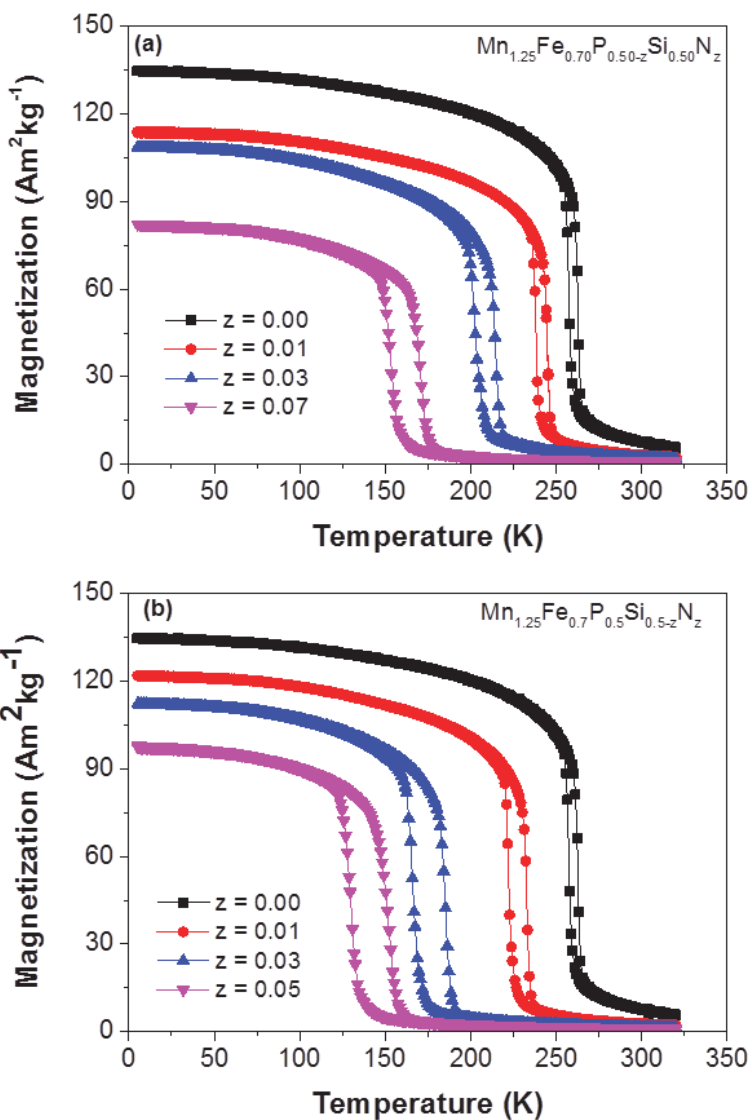 (a) Mn1.25Fe0.70P0.50-zSi0.50Nz
150
120
90
60
30
0
Magnetization (Am2kg-1)
z = 0.00
z = 0.01
z = 0.03
z = 0.07
0 50 100 150 200 250 300 350
Temperature (K)
(b) Mn1.25Fe0.7P0.5Si0.5-zNz
150
120
90
60
30
0
Magnetization (Am2kg-1)
z = 0.00
z = 0.01
z = 0.03
z = 0.05
0 50 100 150 200 250 300 350
Temperature (K)